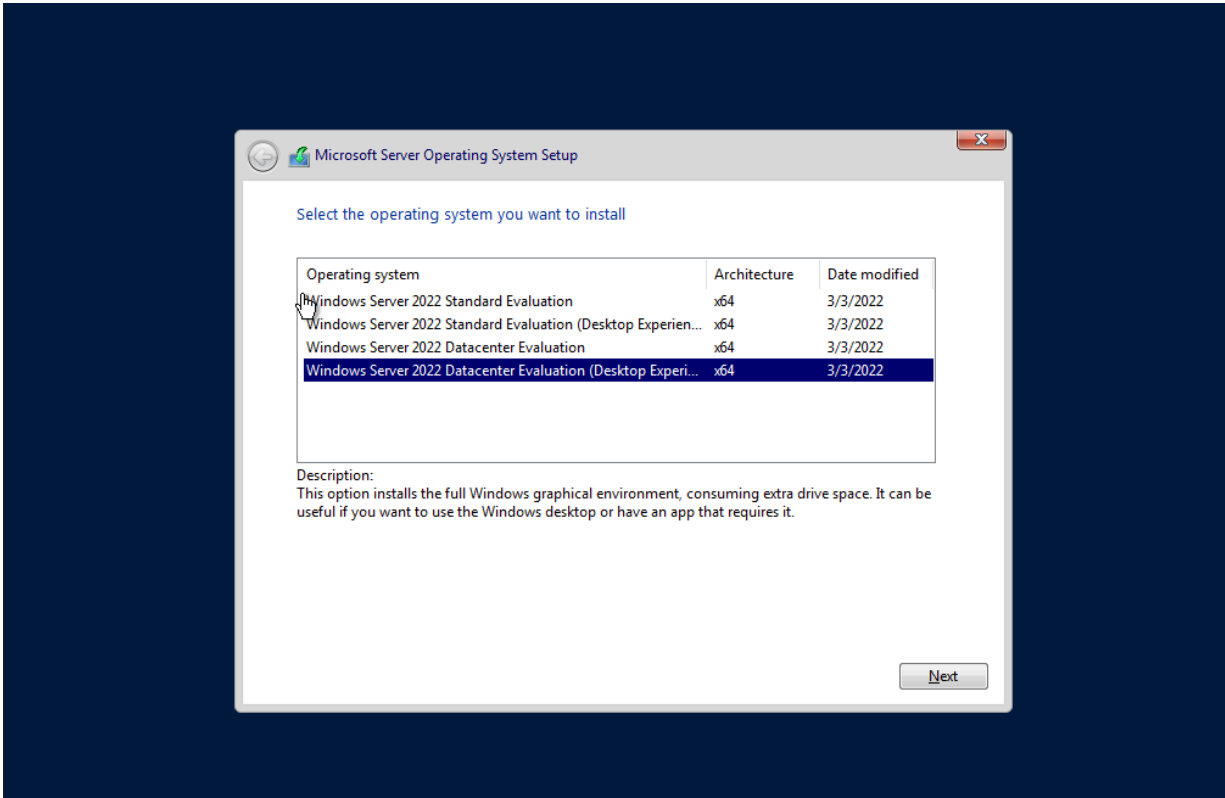 Microsoft Server Operating System Setup
Select the operating system you want to install
Operating system Architecture Date modified
Windows Server 2022 Standard Evaluation x64 3/3/2022
Windows Server 2022 Standard Evaluation (Desktop Experien... x64 3/3/2022
Windows Server 2022 Datacenter Evaluation x64 3/3/2022
Windows Server 2022 Datacenter Evaluation (Desktop Experi... x64 3/3/2022
Description:
This option installs the full Windows graphical environment, consuming extra drive space. It can be
useful if you want to use the Windows desktop or have an app that requires it.
Next